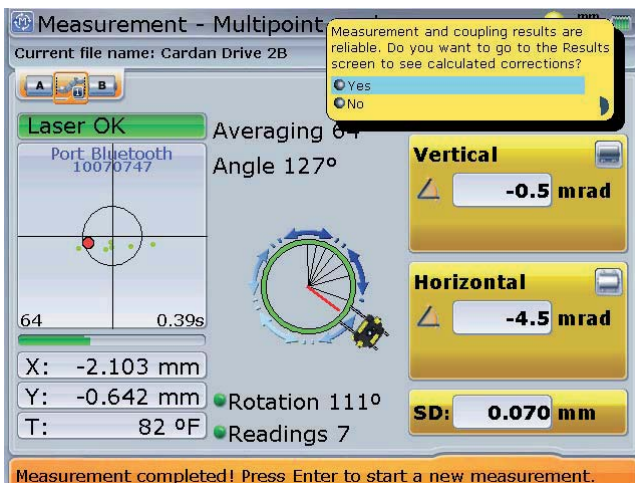 Measurement - Multipoint
mm
Current file name: Cardan Drive 2B
Measurement and coupling results are
reliable. Do you want to go to the Results
screen to see calculated corrections?
Yes
No
A
B
Laser OK
Port Bluetooth
10070747
64
0.39s
X: -2.103 mm
Y: -0.642 mm
T: 82 ºF
Averaging 64
Angle 127º
Rotation 111º
Readings 7
Vertical
-0.5 mrad
Horizontal
-4.5 mrad
SD: 0.070 mm
Measurement completed! Press Enter to start a new measurement.